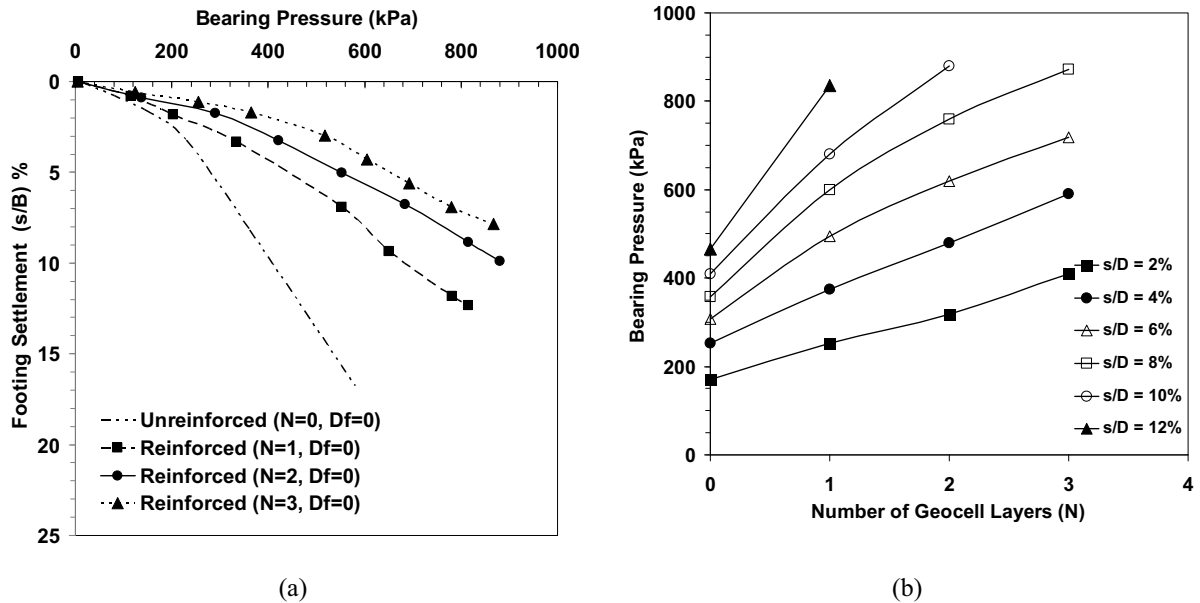 Bearing Pressure (kPa)
0 200 400 600 800 1000
0
5
10
15
20
25
Footing Settlement (s/B) %
Unreinforced (N=0, Df=0)
Reinforced (N=1, Df=0)
Reinforced (N=2, Df=0)
Reinforced (N=3, Df=0)
(a)
1000
800
600
400
200
0
Bearing Pressure (kPa)
s/D = 2%
s/D = 4%
s/D = 6%
s/D = 8%
s/D = 10%
s/D = 12%
0 1 2 3 4
Number of Geocell Layers (N)
(b)